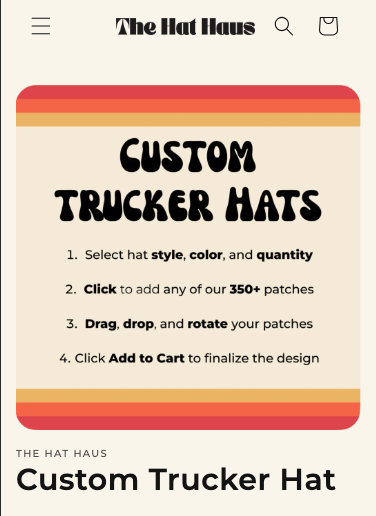 The Hat Haus
CUSTOM
TRUCKER HATS
1. Select hat style, color, and quantity
2. Click to add any of our 350+ patches
3. Drag, drop, and rotate your patches
4. Click Add to Cart to finalize the design
THE HAT HAUS
Custom Trucker Hat